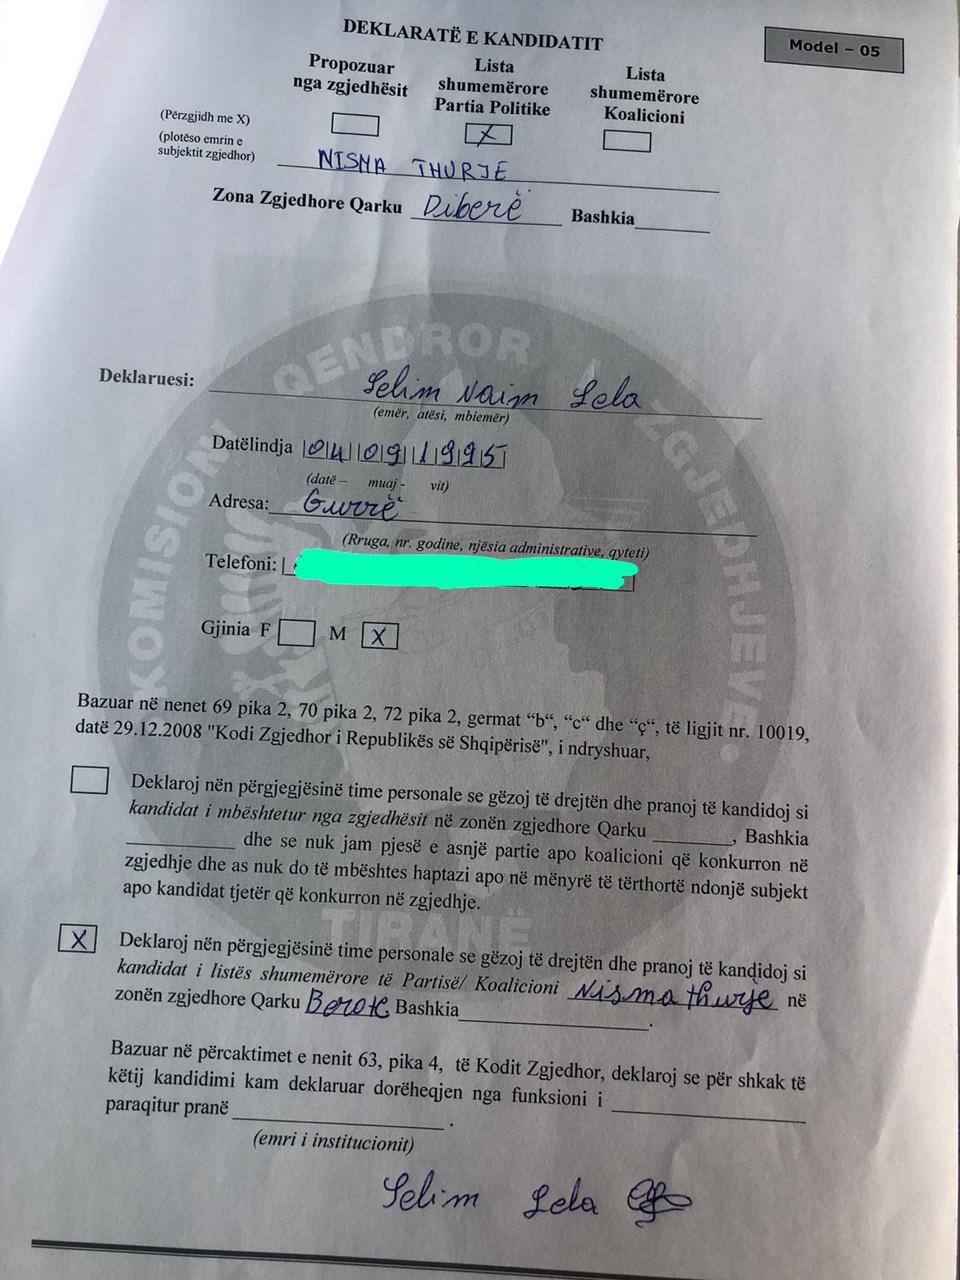 DEKLARATË E KANDIDATIT
Model – 05
Propozuar nga zgjedhësit
Lista shumemërore Partia Politike
Lista shumemërore Koalicioni
(Përzgjidh me X)
X
(plotëso emrin e subjektit zgjedhor)
NISMA THURJE
Zona Zgjedhore Qarku Diberë Bashkia
KOMISIONI QENDROR I ZGJEDHJEVE
TIRANË
Deklaruesi: Selim Naim Lela
(emër, atësi, mbiemër)
Datëlindja 04 09 1995
(datë – muaj - vit)
Adresa: Gurrë
(Rruga, nr. godine, njësia administrative, qyteti)
Telefoni:
Gjinia F M X
Bazuar në nenet 69 pika 2, 70 pika 2, 72 pika 2, germat “b“, “c“ dhe “ç“, të ligjit nr. 10019,
datë 29.12.2008 "Kodi Zgjedhor i Republikës së Shqipërisë", i ndryshuar,
Deklaroj nën përgjegjësinë time personale se gëzoj të drejtën dhe pranoj të kandidoj si
kandidat i mbështetur nga zgjedhësit në zonën zgjedhore Qarku , Bashkia
dhe se nuk jam pjesë e asnjë partie apo koalicioni që konkurron në
zgjedhje dhe as nuk do të mbështes haptazi apo në mënyrë të tërthortë ndonjë subjekt
apo kandidat tjetër që konkurron në zgjedhje.
X Deklaroj nën përgjegjësinë time personale se gëzoj të drejtën dhe pranoj të kandidoj si
kandidat i listës shumemërore të Partisë/ Koalicioni Nisma thurje në
zonën zgjedhore Qarku Bashkia .
Bazuar në përcaktimet e nenit 63, pika 4, të Kodit Zgjedhor, deklaroj se për shkak të
këtij kandidimi kam deklaruar dorëheqjen nga funksioni i
paraqitur pranë .
(emri i institucionit)
Selim Lela